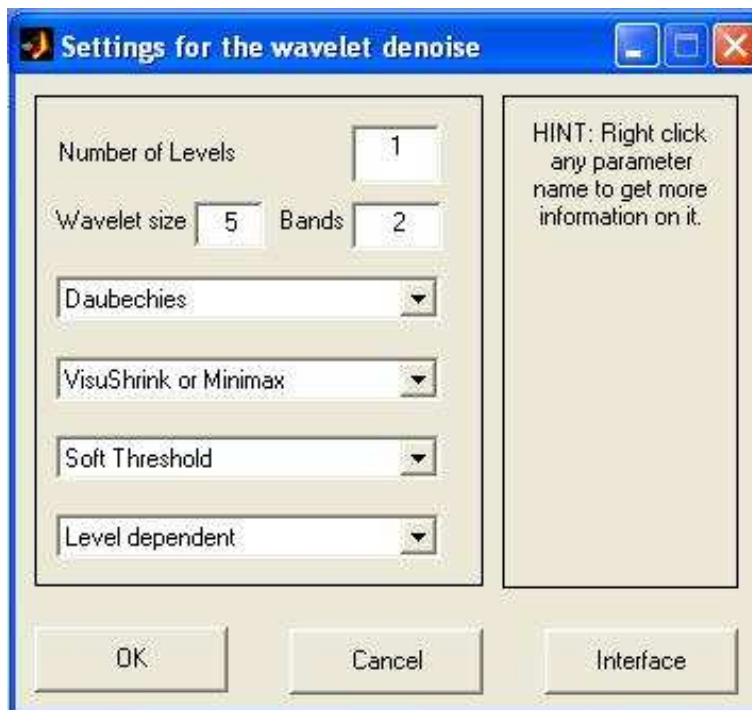 Settings for the wavelet denoise
Number of Levels 1
Wavelet size 5 Bands 2
Daubechies
VisuShrink or Minimax
Soft Threshold
Level dependent
HINT: Right click
any parameter
name to get more
information on it.
OK Cancel Interface